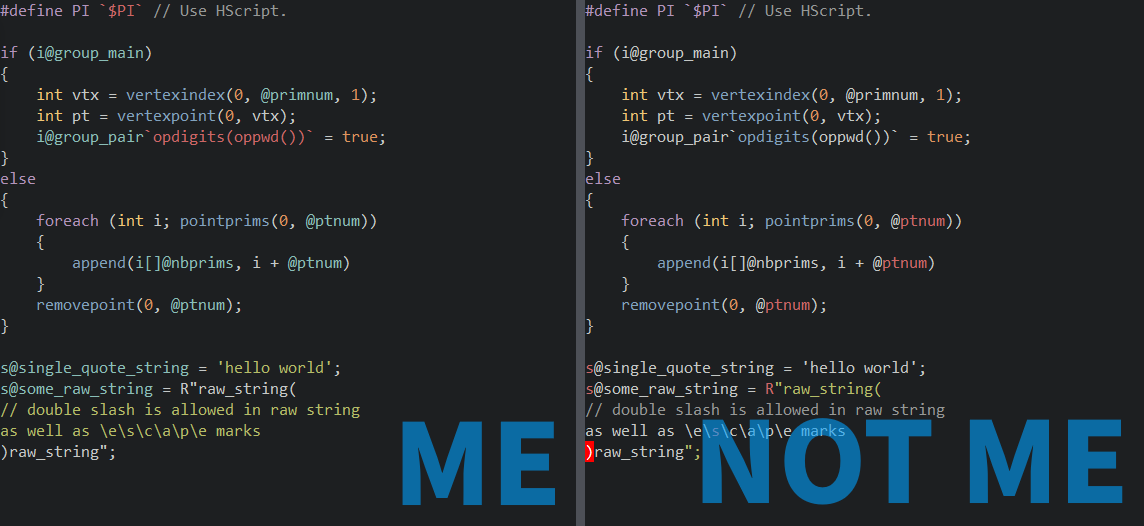 #define PI `$PI` // Use HScript.
if (i@group_main)
{
int vtx = vertexindex(0, @primnum, 1);
int pt = vertexpoint(0, vtx);
i@group_pair`opdigits(oppwd())` = true;
}
else
{
foreach (int i; pointprims(0, @ptnum))
{
append(i[]@nbprims, i + @ptnum)
}
removepoint(0, @ptnum);
}
s@single_quote_string = 'hello world';
s@some_raw_string = R"raw_string(
// double slash is allowed in raw string
as well as \e\s\c\a\p\e marks
)raw_string";
ME
#define PI `$PI` // Use HScript.
if (i@group_main)
{
int vtx = vertexindex(0, @primnum, 1);
int pt = vertexpoint(0, vtx);
i@group_pair`opdigits(oppwd())` = true;
}
else
{
foreach (int i; pointprims(0, @ptnum))
{
append(i[]@nbprims, i + @ptnum)
}
removepoint(0, @ptnum);
}
s@single_quote_string = 'hello world';
s@some_raw_string = R"raw_string(
// double slash is allowed in raw string
as well as \e\s\c\a\p\e marks
)raw_string";
NOT ME